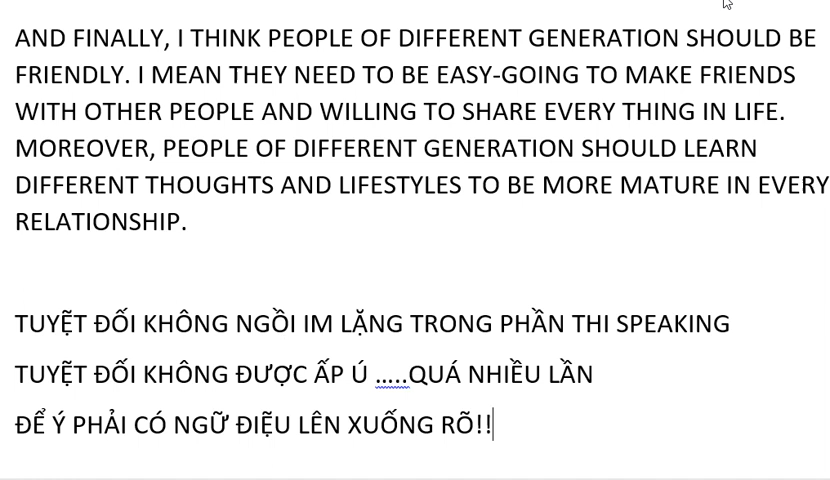 AND FINALLY, I THINK PEOPLE OF DIFFERENT GENERATION SHOULD BE
FRIENDLY. I MEAN THEY NEED TO BE EASY-GOING TO MAKE FRIENDS
WITH OTHER PEOPLE AND WILLING TO SHARE EVERY THING IN LIFE.
MOREOVER, PEOPLE OF DIFFERENT GENERATION SHOULD LEARN
DIFFERENT THOUGHTS AND LIFESTYLES TO BE MORE MATURE IN EVERY
RELATIONSHIP.
TUYỆT ĐỐI KHÔNG NGỒI IM LẶNG TRONG PHẦN THI SPEAKING
TUYỆT ĐỐI KHÔNG ĐƯỢC ẤP Ú …..QUÁ NHIỀU LẦN
ĐỂ Ý PHẢI CÓ NGỮ ĐIỆU LÊN XUỐNG RÕ!!